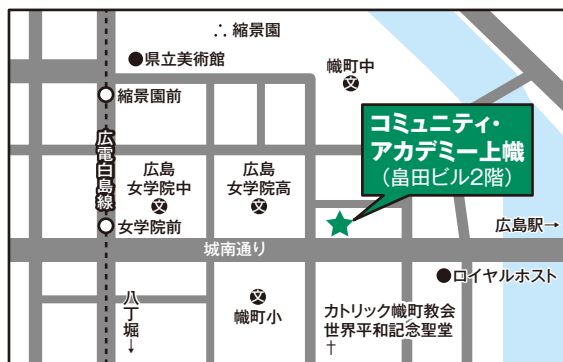 ∴ 縮景園
●県立美術館
幟町中
文
縮景園前
コミュニティ・
アカデミー上幟
（畠田ビル2階）
広電白島線
広島
女学院中
文
広島
女学院高
文
女学院前
広島駅→
城南通り
●ロイヤルホスト
八丁堀→
文
幟町小
カトリック幟町教会
世界平和記念聖堂
†